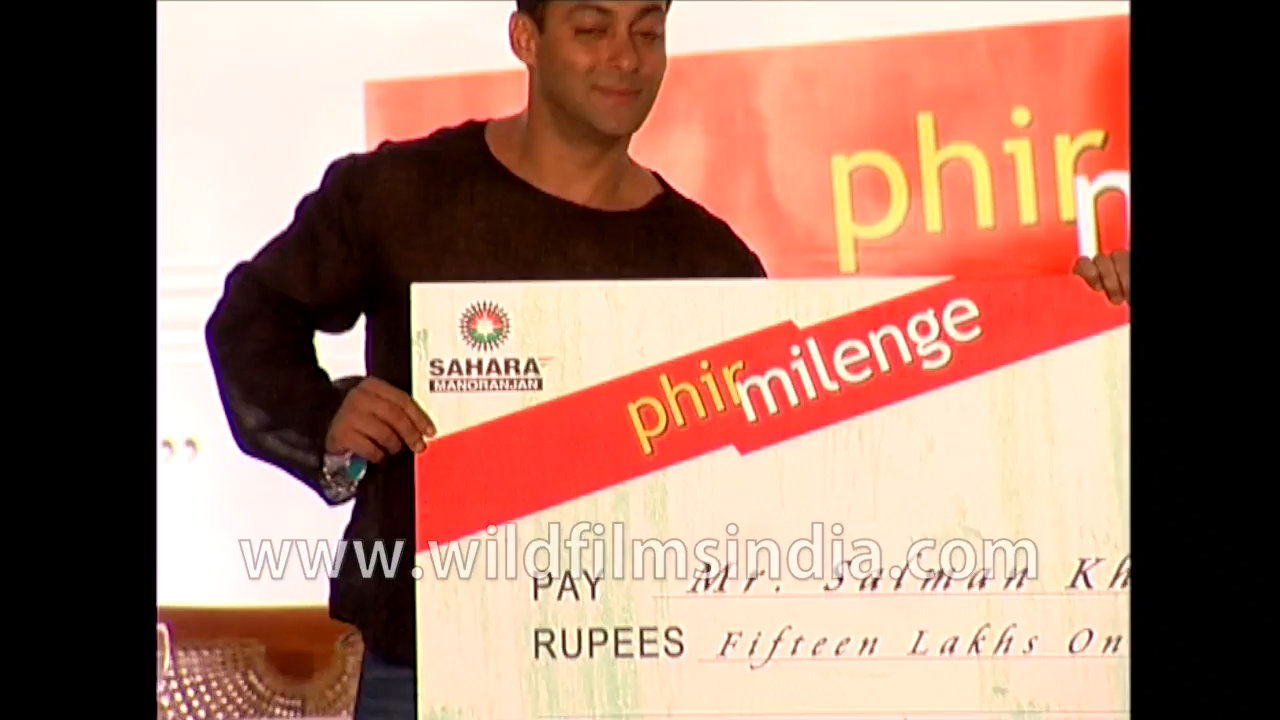 phir
SAHARA
MANORANJAN
phir milenge
,,
www.wildfilmsindia.com
PAY Mr. Salman Kh
RUPEES Fifteen Lakhs On